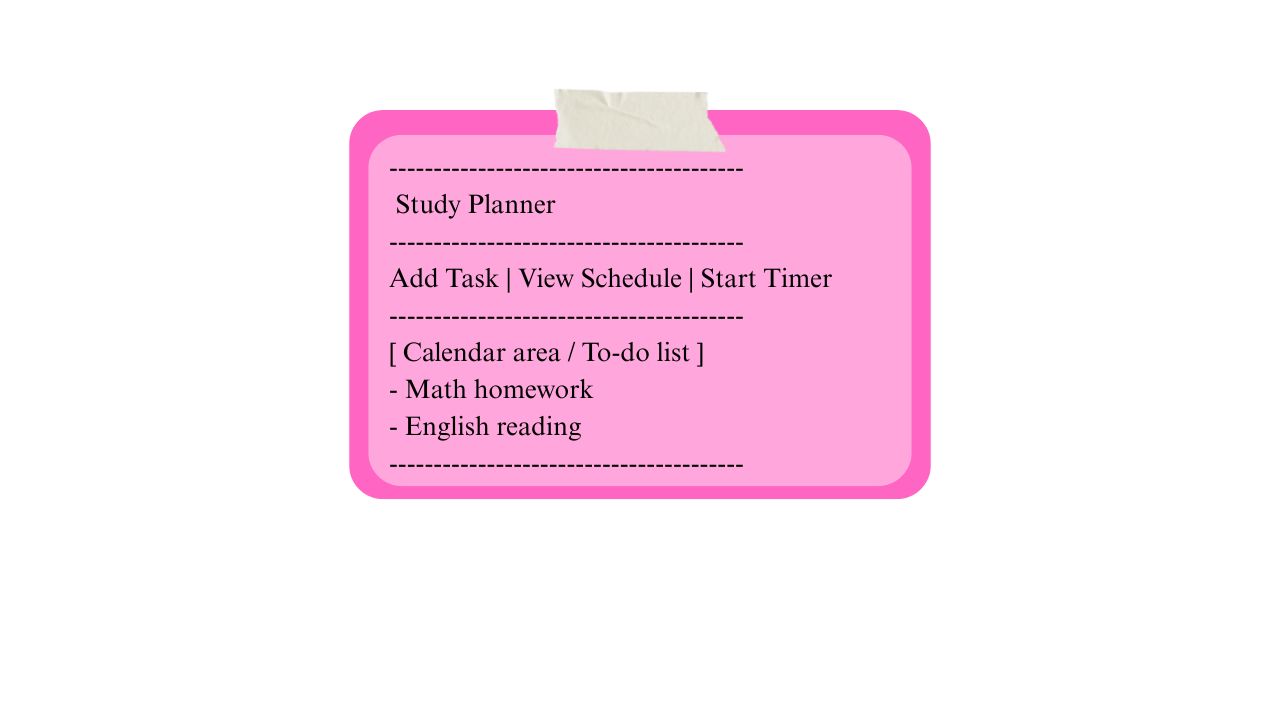 ----------------------------------------
Study Planner
----------------------------------------
Add Task | View Schedule | Start Timer
----------------------------------------
[ Calendar area / To-do list ]
- Math homework
- English reading
----------------------------------------